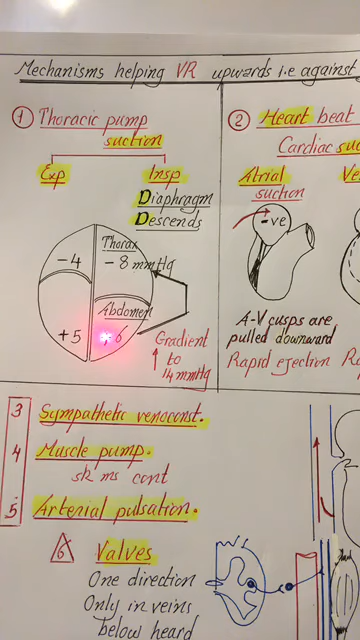 Mechanisms helping VR upwards i.e against
① Thoracic pump
suction
Exp Insp
Diaphragm
Descends
Thorax
-4 -8 mmHg
Abdomen
+5 +6
Gradient
↑ to
14 mmHg
② Heart beat
Cardiac suc
Atrial Ve
suction
-ve
A-V cusps are
pulled downward
Rapid ejection
3 Sympathetic venoconst.
4 Muscle pump.
sk ms cont
5 Arterial pulsation.
6 Valves
One direction
Only in veins
below heard